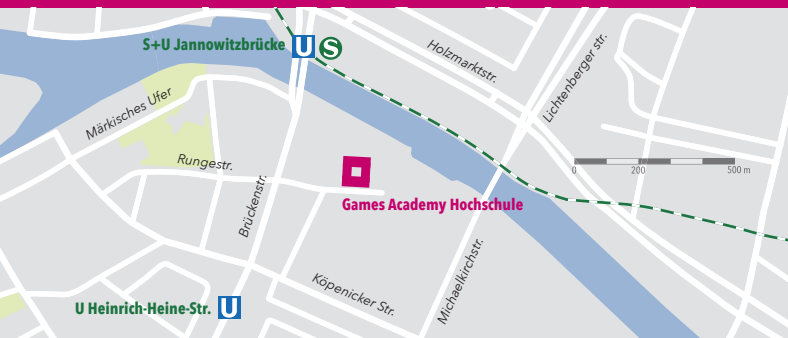 S+U Jannowitzbrücke U S
Holzmarktstr.
Lichtenberger str.
Märkisches Ufer
Rungestr.
0 200 500 m
Brückenstr.
Games Academy Hochschule
Michaelkirchstr.
Köpenicker Str.
U Heinrich-Heine-Str. U